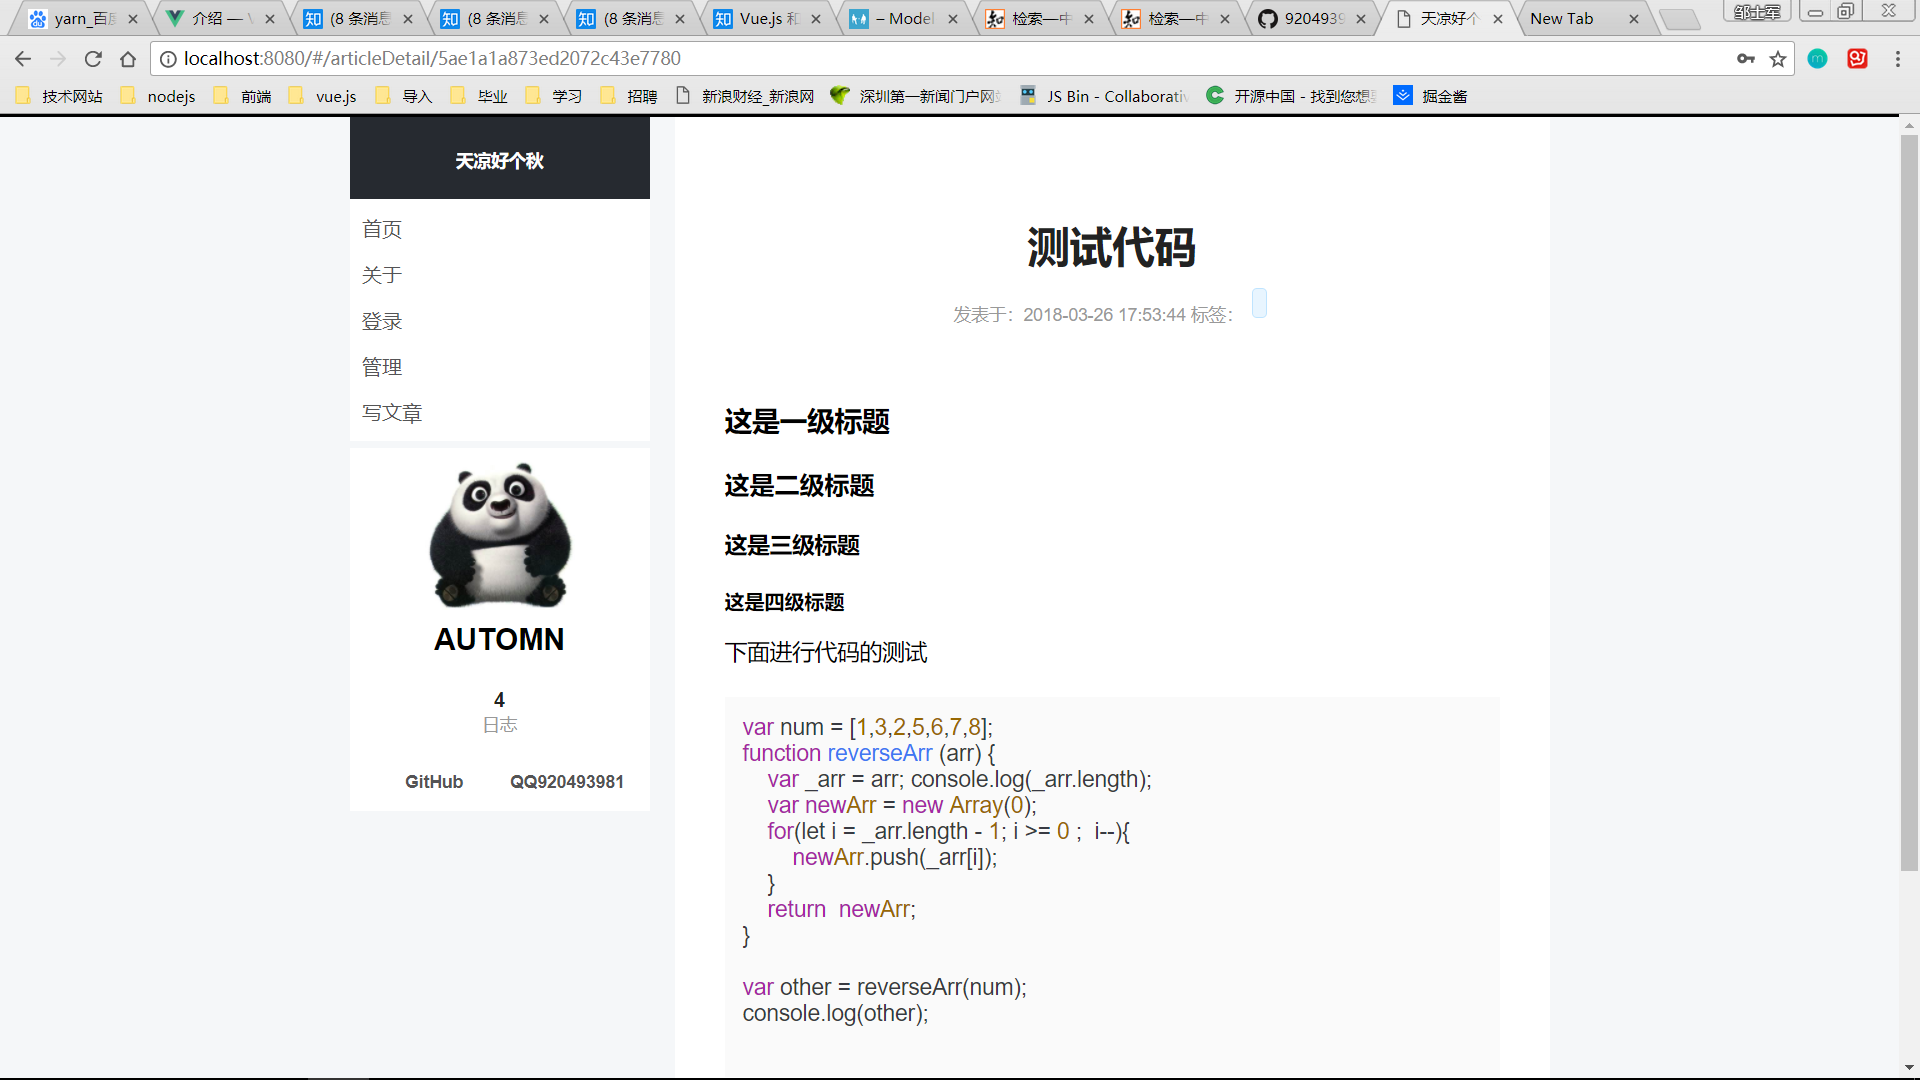 yarn_百度
介绍 —
(8 条消息
(8 条消息
(8 条消息
Vue.js 和
– Model
检索—中
检索—中
9204939
天凉好个
New Tab
邹士军
localhost:8080/#/articleDetail/5ae1a1a873ed2072c43e7780
技术网站
nodejs
前端
vue.js
导入
毕业
学习
招聘
新浪财经_新浪网
深圳第一新闻门户网站
JS Bin - Collaborativ
开源中国 - 找到您想要
掘金酱
天凉好个秋
首页
关于
登录
管理
写文章
AUTOMN
4
日志
GitHub QQ920493981
测试代码
发表于：2018-03-26 17:53:44 标签：
这是一级标题
这是二级标题
这是三级标题
这是四级标题
下面进行代码的测试
var num = [1,3,2,5,6,7,8];
function reverseArr (arr) {
var _arr = arr; console.log(_arr.length);
var newArr = new Array(0);
for(let i = _arr.length - 1; i >= 0 ;  i--){
newArr.push(_arr[i]);
}
return  newArr;
}
var other = reverseArr(num);
console.log(other);